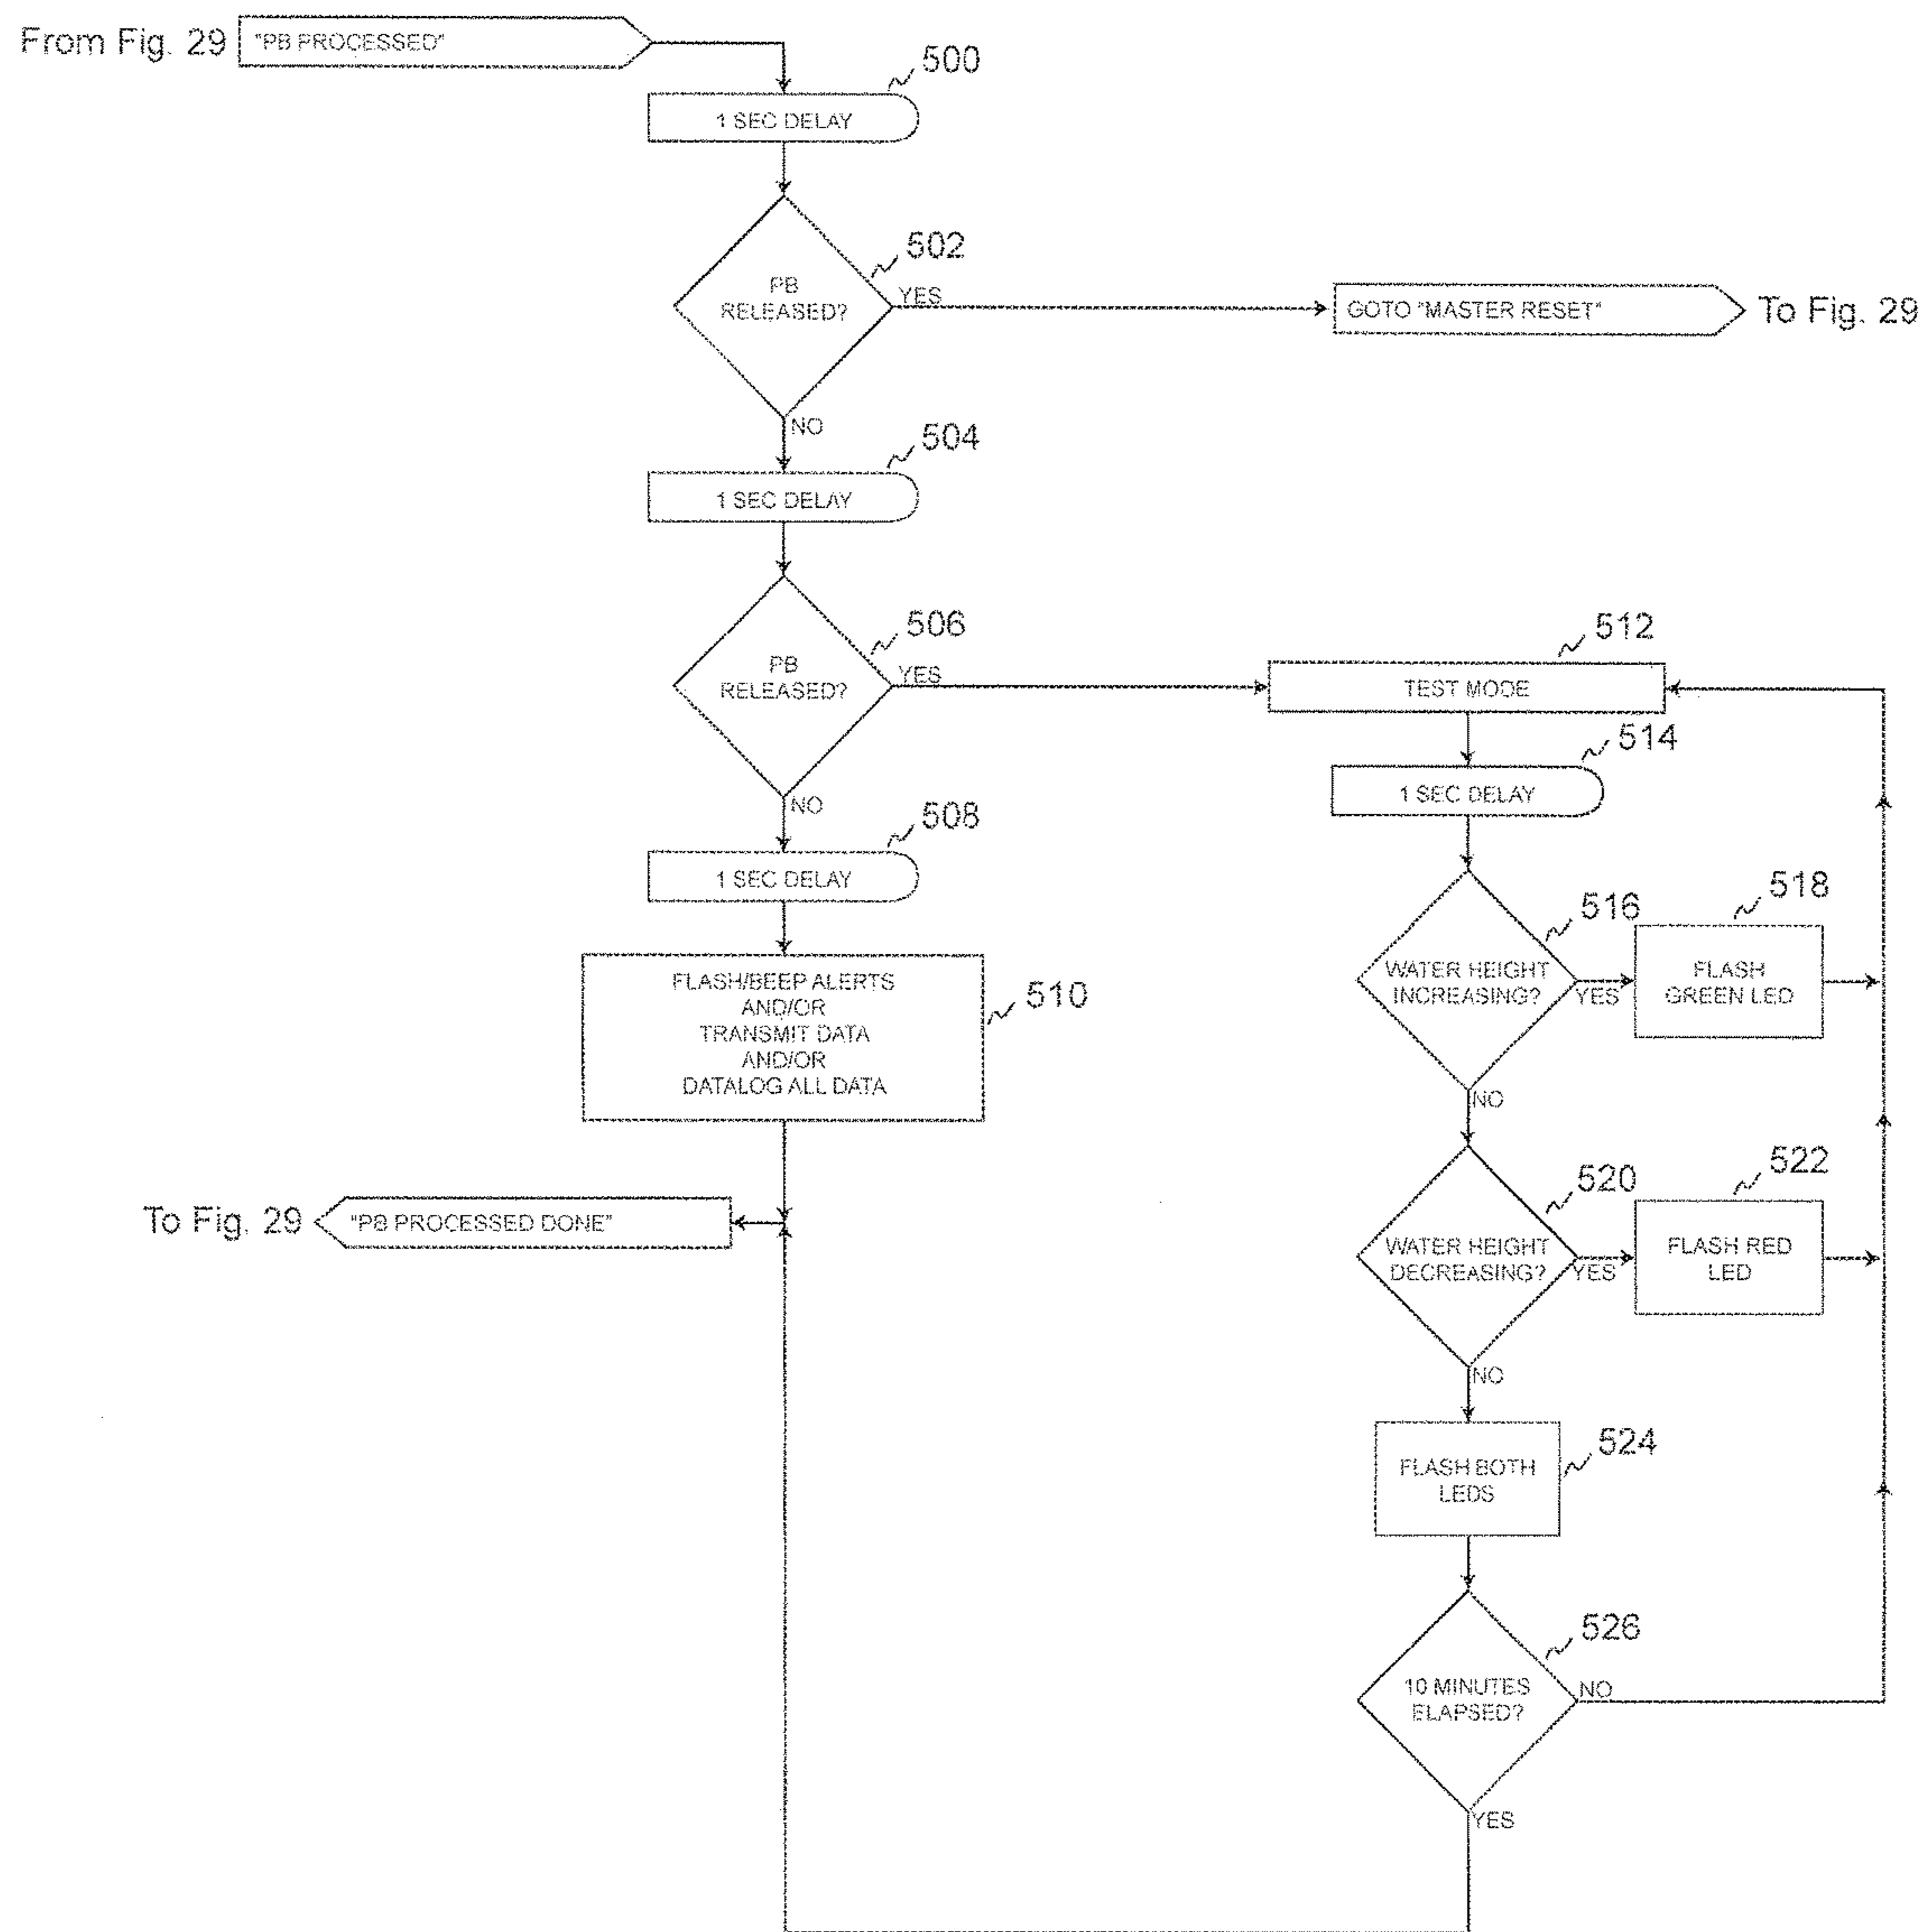 From Fig. 29
"PB PROCESSED"
500
1 SEC DELAY
502
PB
RELEASED?
YES
GOTO "MASTER RESET"
To Fig. 29
NO
504
1 SEC DELAY
506
PB
RELEASED?
YES
512
TEST MODE
514
1 SEC DELAY
NO
508
1 SEC DELAY
516
WATER HEIGHT
INCREASING?
YES
518
FLASH
GREEN LED
510
FLASH/BEEP ALERTS
AND/OR
TRANSMIT DATA
AND/OR
DATALOG ALL DATA
NO
To Fig. 29
"PB PROCESSED DONE"
520
WATER HEIGHT
DECREASING?
YES
522
FLASH RED
LED
NO
524
FLASH BOTH
LEDS
526
10 MINUTES
ELAPSED?
NO
YES